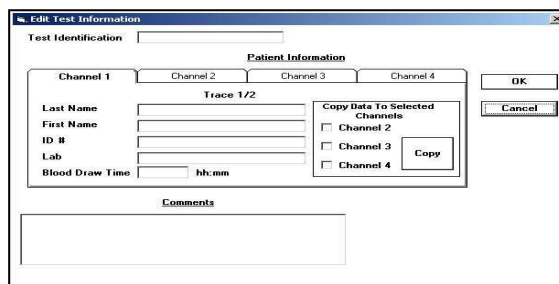 Edit Test Information
Test Identification
Patient Information
Channel 1 Channel 2 Channel 3 Channel 4
Trace 1/2
Last Name
First Name
ID #
Lab
Blood Draw Time hh:mm
Copy Data To Selected
Channels
Channel 2
Channel 3
Channel 4
Copy
OK
Cancel
Comments